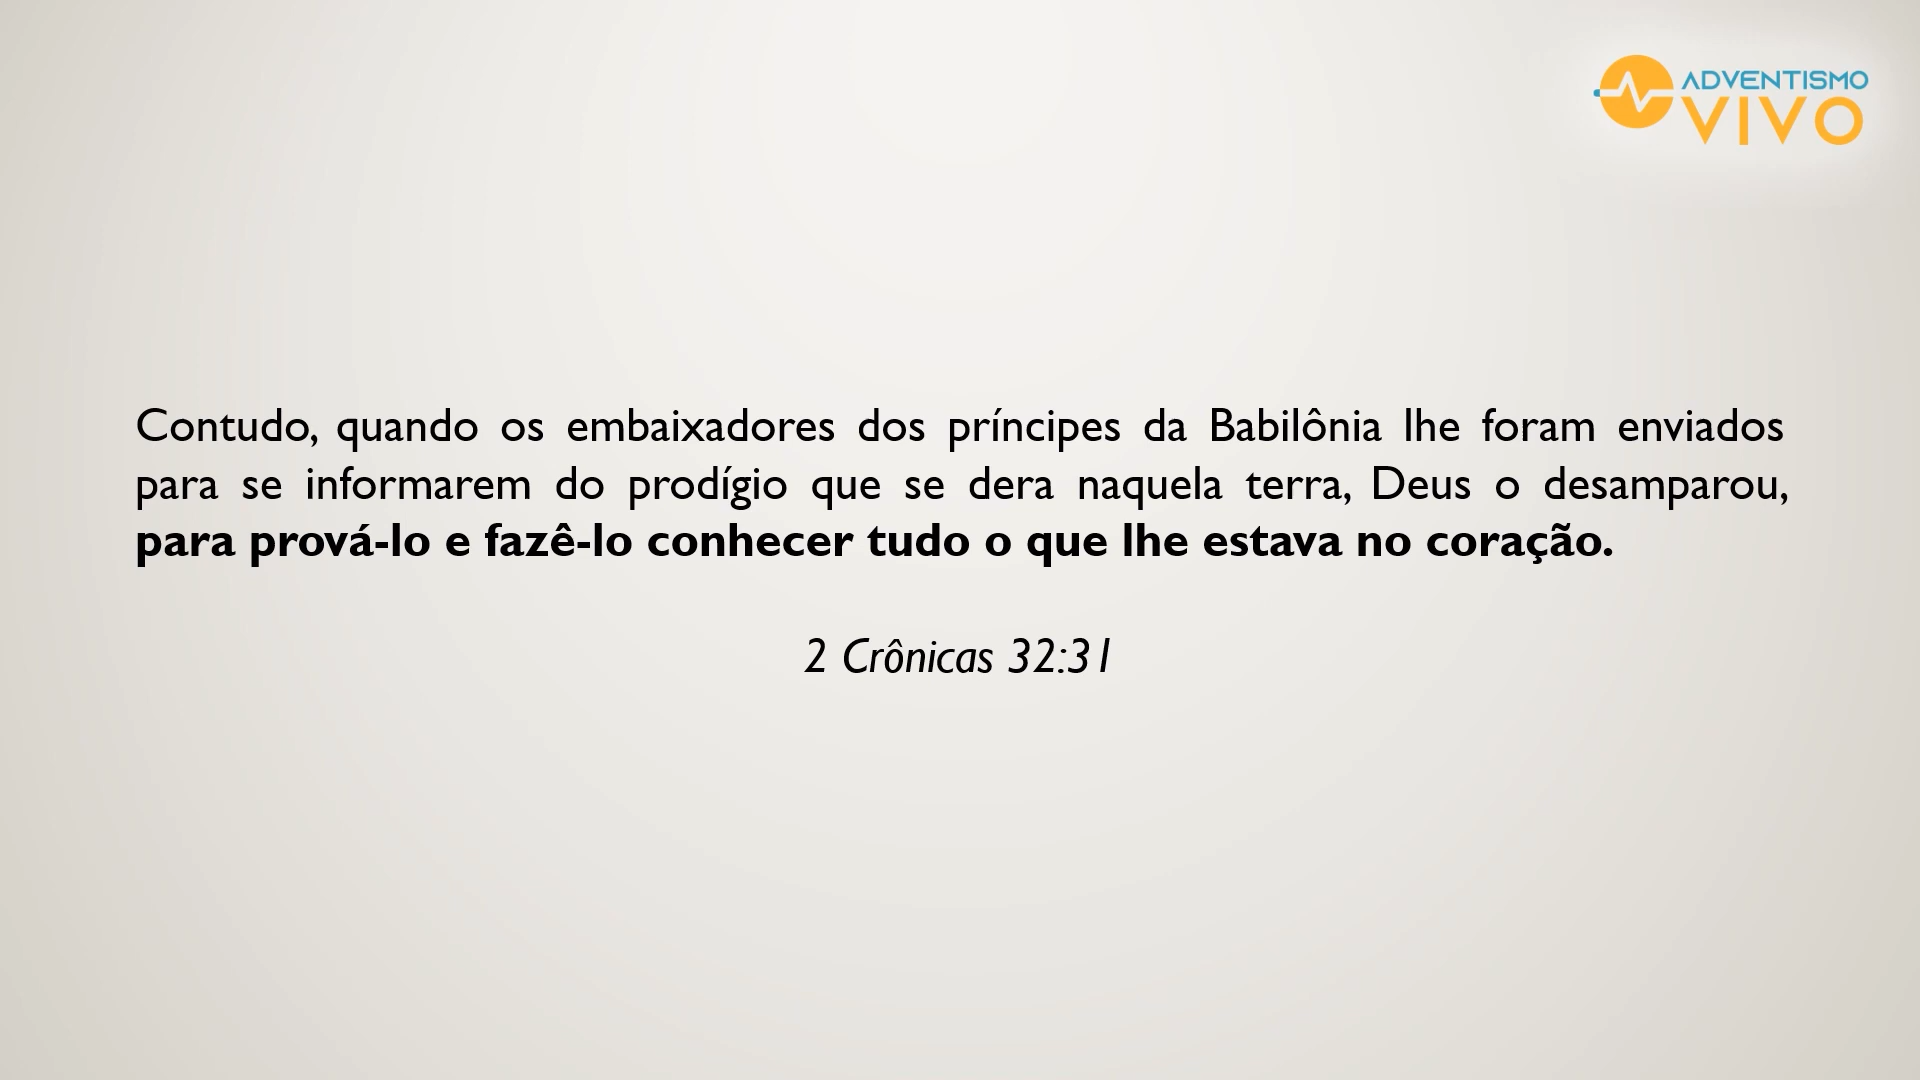 ADVENTISMO
VIVO
Contudo, quando os embaixadores dos príncipes da Babilônia lhe foram enviados
para se informarem do prodígio que se dera naquela terra, Deus o desamparou,
para prová-lo e fazê-lo conhecer tudo o que lhe estava no coração.
2 Crônicas 32:31